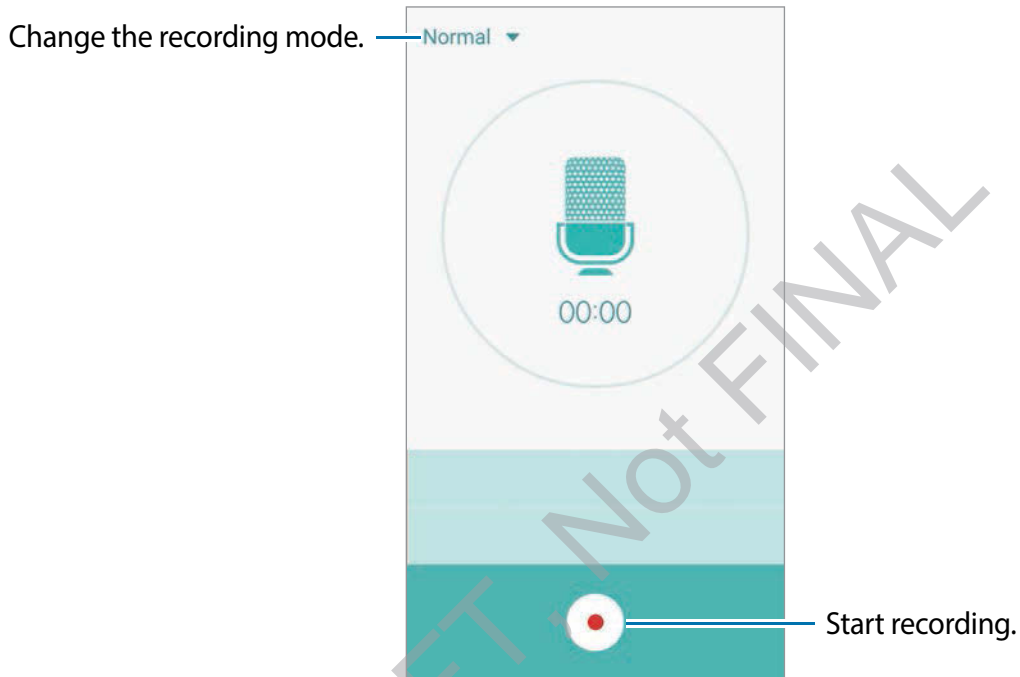 Change the recording mode.
Normal
00:00
Not FINAL
Start recording.